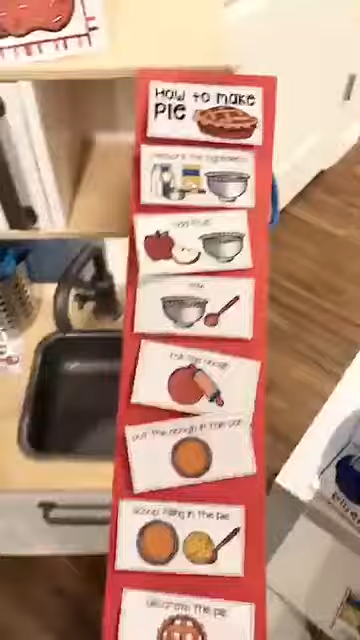 How to make
pie
measure the ingredients
add fruit
mix
roll the dough
put the dough in the pan
scoop filling in the pie
decorate the pie